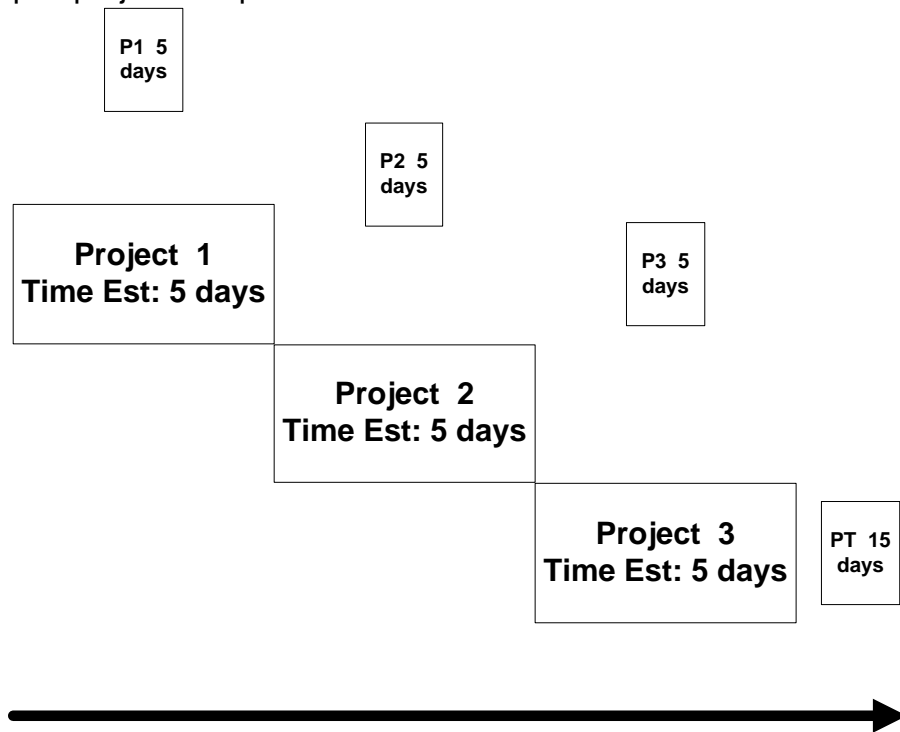 P1 5
days
P2 5
days
Project 1
Time Est: 5 days
P3 5
days
Project 2
Time Est: 5 days
Project 3
Time Est: 5 days
PT 15
days